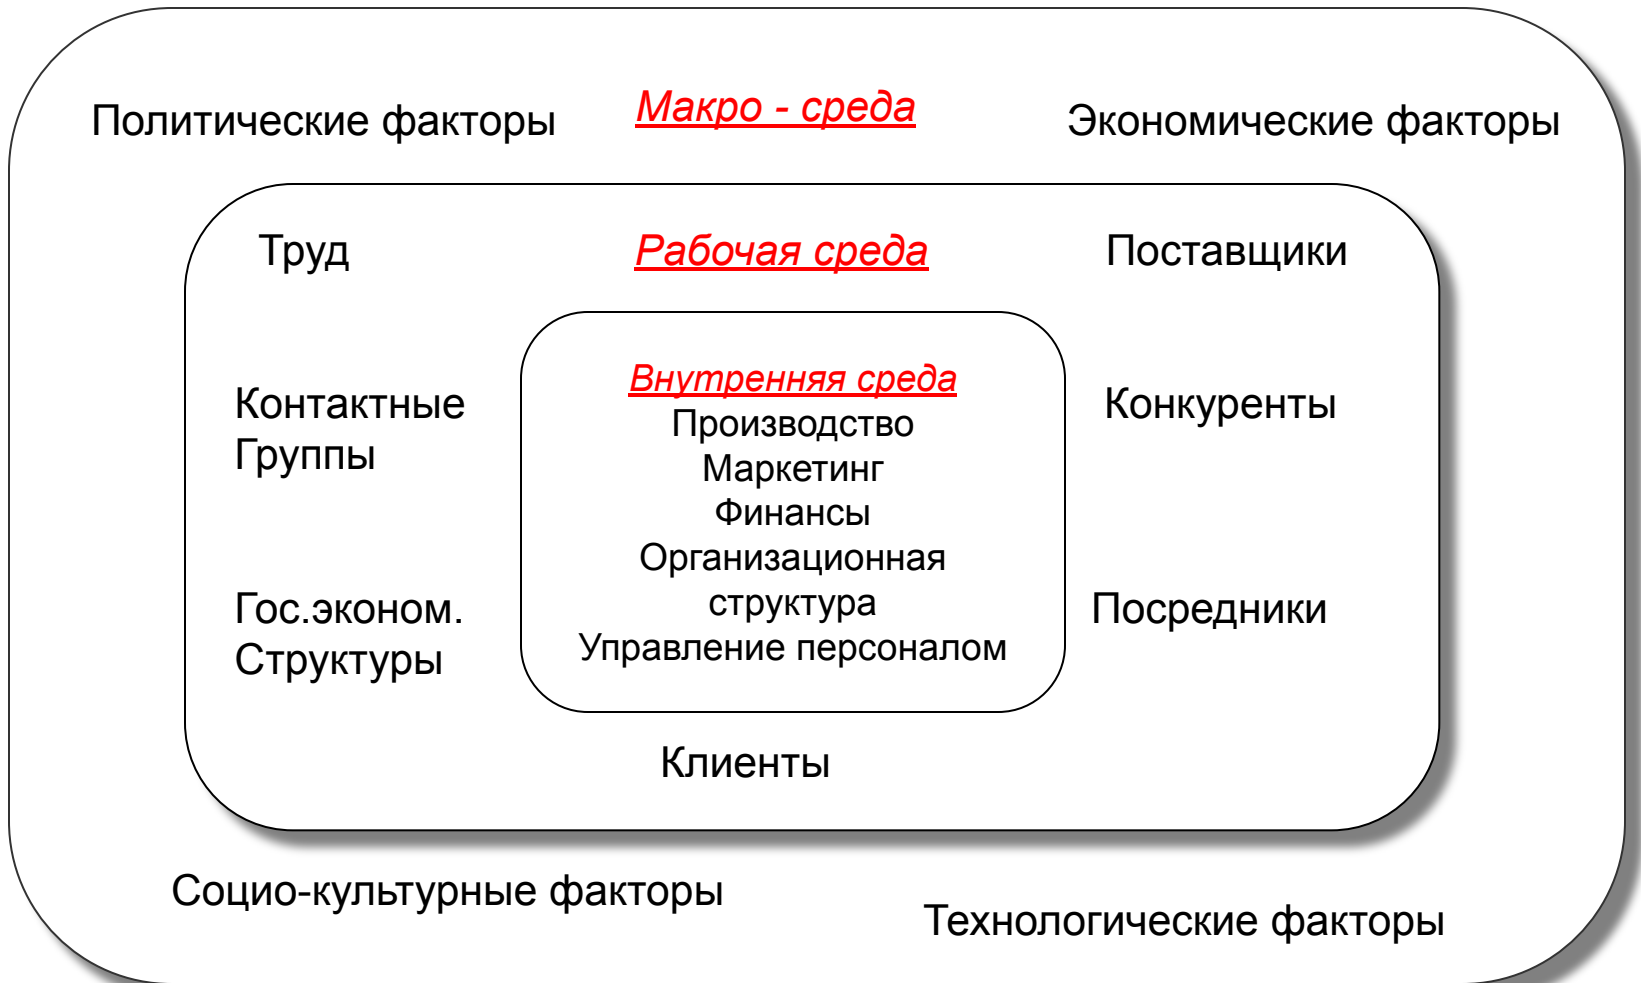 Политические факторы
Макро - среда
Экономические факторы
Труд
Рабочая среда
Поставщики
Контактные
Группы
Гос.эконом.
Структуры
Внутренняя среда
Производство
Маркетинг
Финансы
Организационная
структура
Управление персоналом
Конкуренты
Посредники
Клиенты
Социо-культурные факторы
Технологические факторы